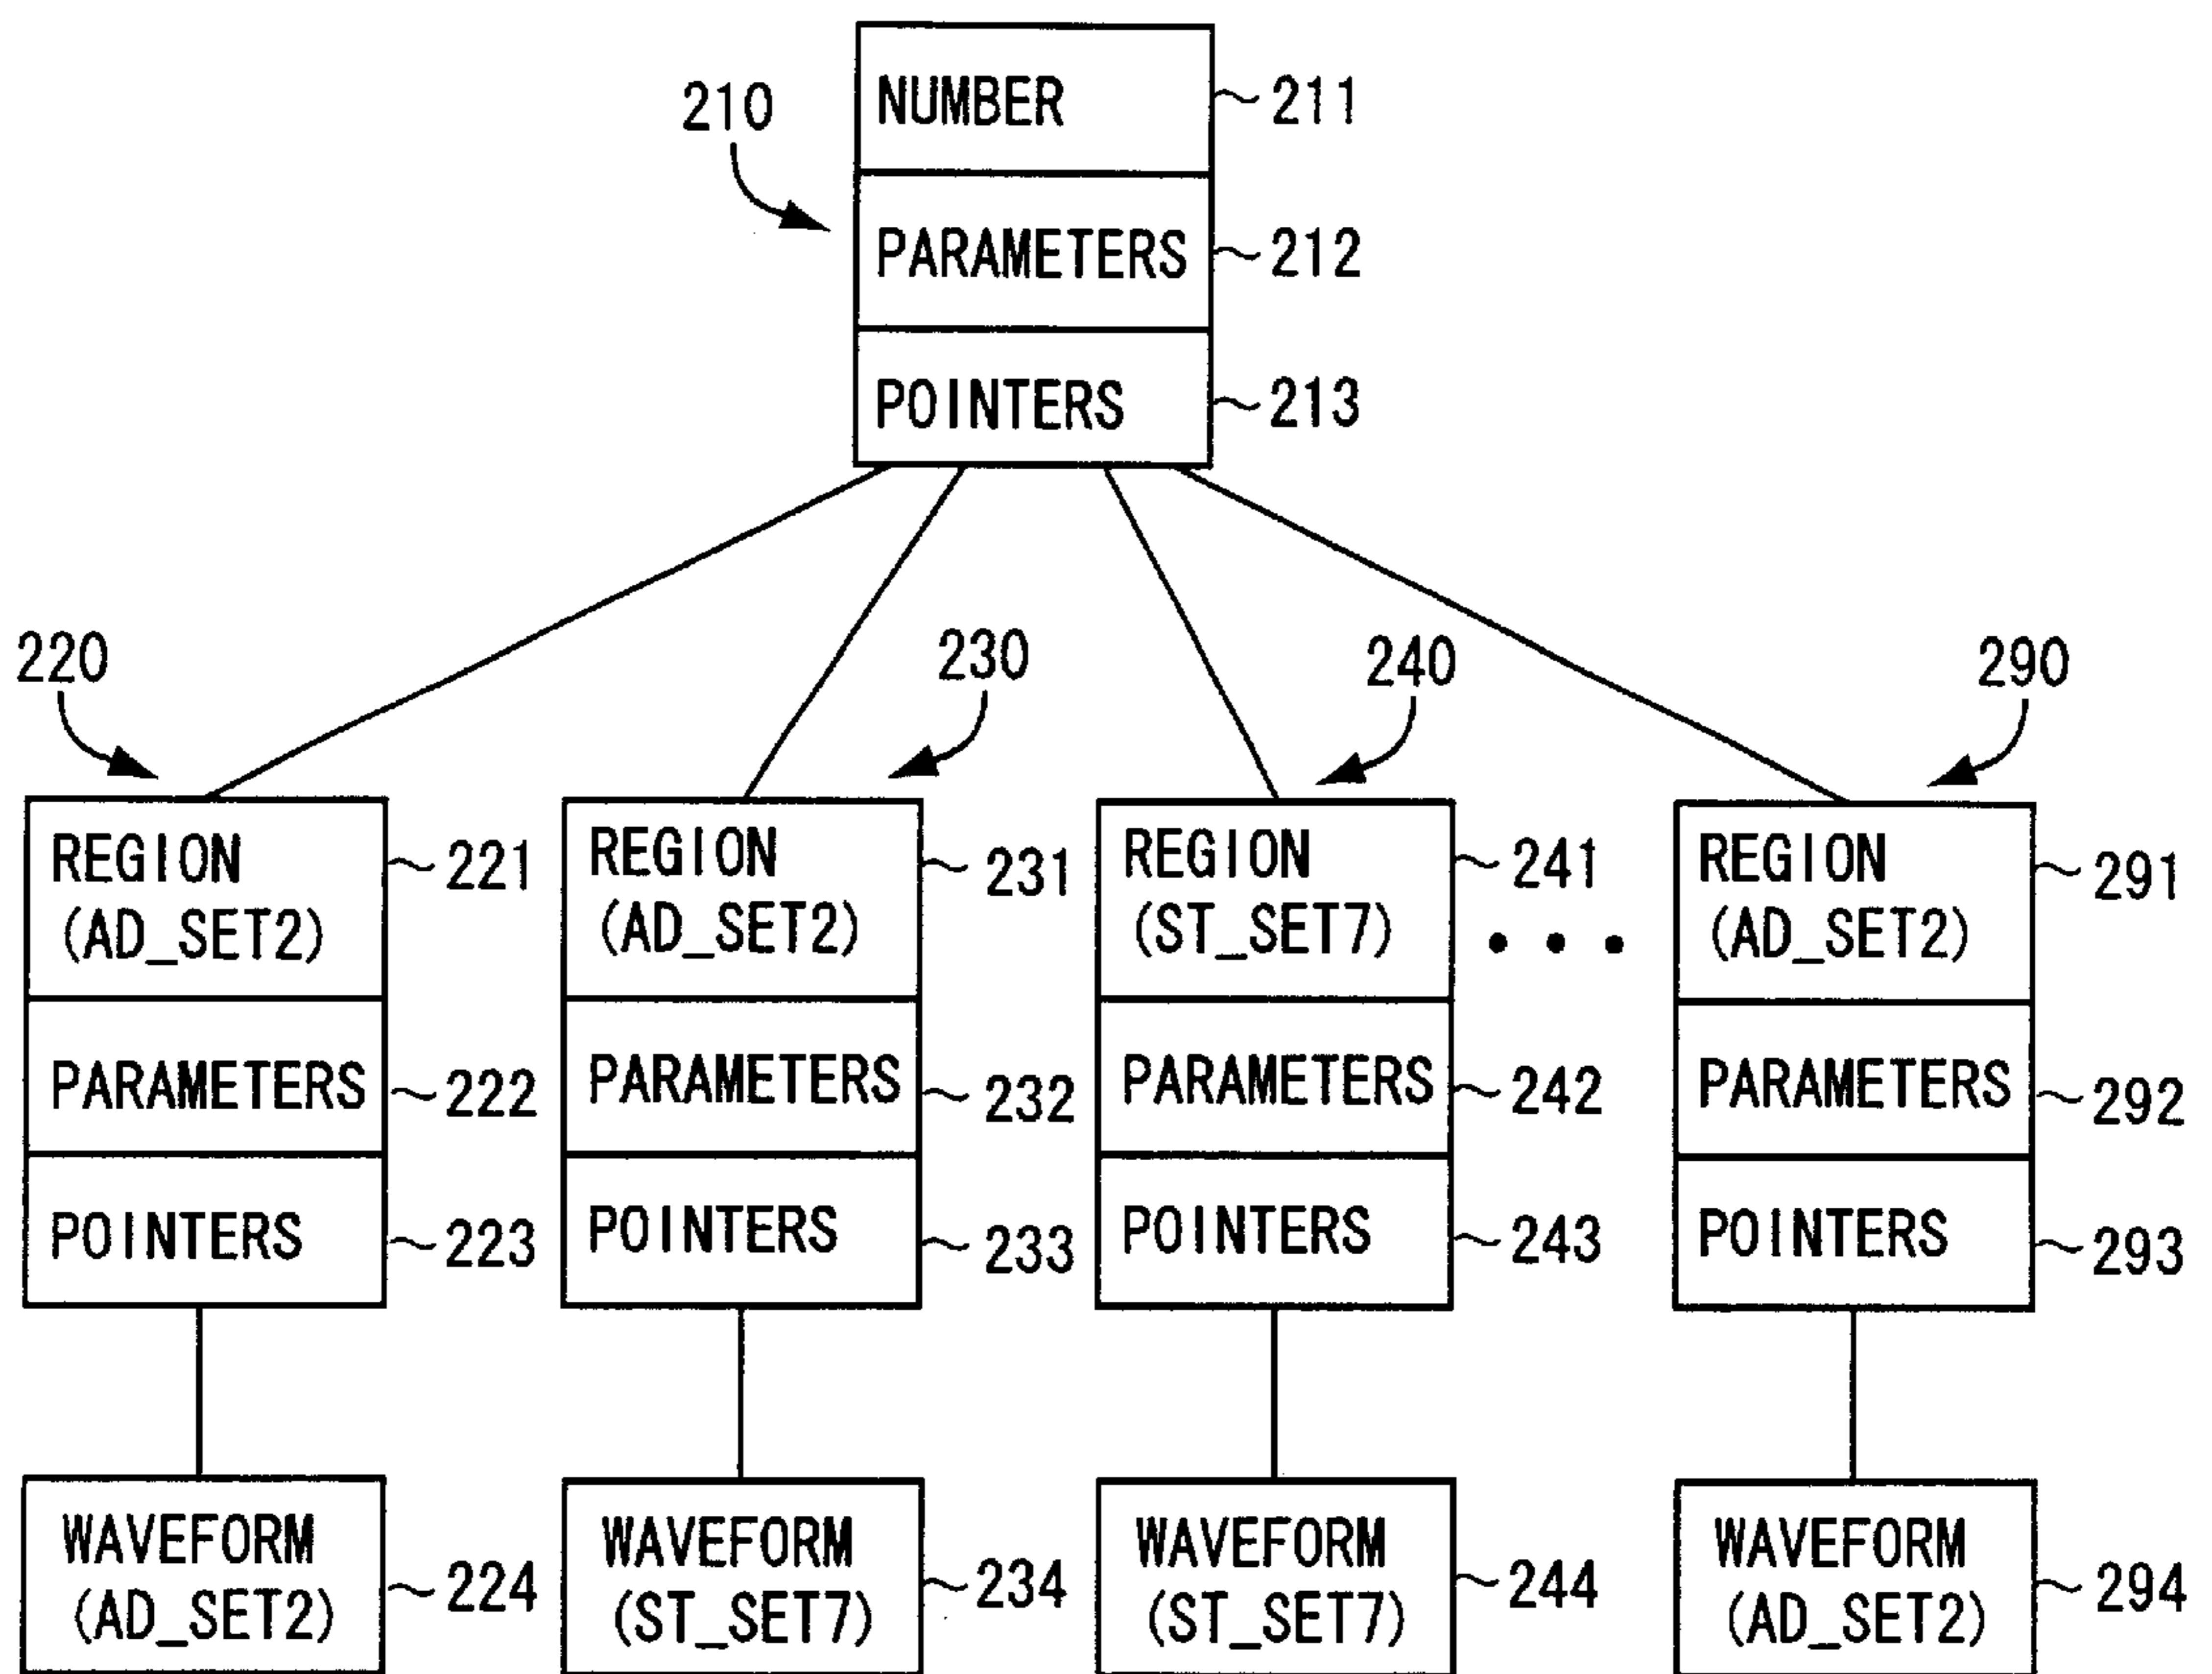 NUMBER
211
210
PARAMETERS
212
POINTERS
213
220
230
240
290
REGION
(AD_SET2)
221
REGION
(AD_SET2)
231
REGION
(ST_SET7)
241
• • •
REGION
(AD_SET2)
291
PARAMETERS
222
PARAMETERS
232
PARAMETERS
242
PARAMETERS
292
POINTERS
223
POINTERS
233
POINTERS
243
POINTERS
293
WAVEFORM
(AD_SET2)
224
WAVEFORM
(ST_SET7)
234
WAVEFORM
(ST_SET7)
244
WAVEFORM
(AD_SET2)
294